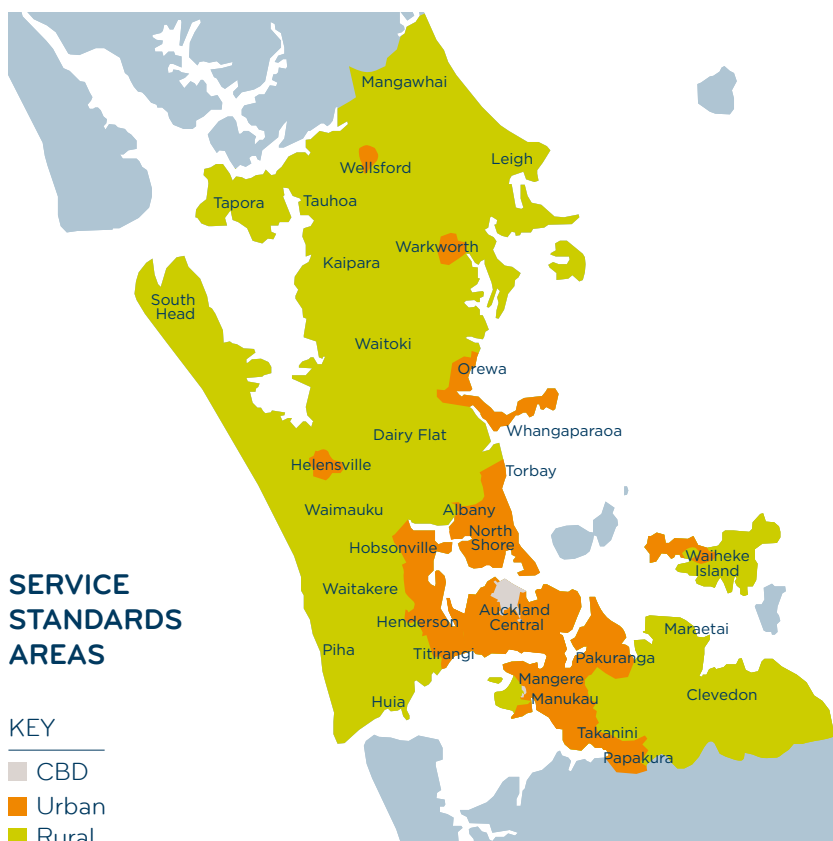 Mangawhai
Leigh
Wellsford
Tapora
Tauhoa
Warkworth
Kaipara
South
Head
Waitoki
Orewa
Dairy Flat
Whangaparaoa
Helensville
Torbay
Waimauku
Albany
North
Shore
Hobsonville
Waiheke
Island
Waitakere
Auckland
Central
Henderson
Maraetai
Piha
Titirangi
Pakuranga
Mangere
Clevedon
Huia
Manukau
Takanini
Papakura
SERVICE
STANDARDS
AREAS
KEY
CBD
Urban
Rural